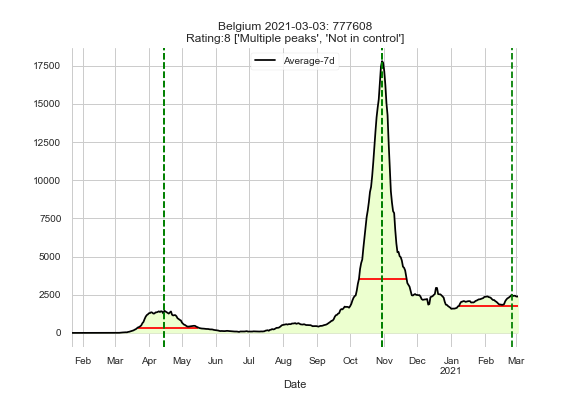 Belgium 2021-03-03: 777608
Rating:8 ['Multiple peaks', 'Not in control']
Average-7d
17500
15000
12500
10000
7500
5000
2500
0
Feb Mar Apr May Jun Jul Aug Sep Oct Nov Dec Jan Feb Mar
2021
Date